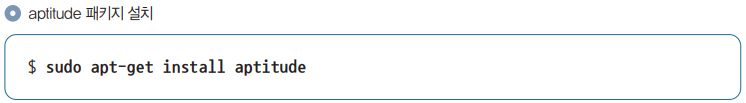 aptitude 패키지 설치
$ sudo apt-get install aptitude